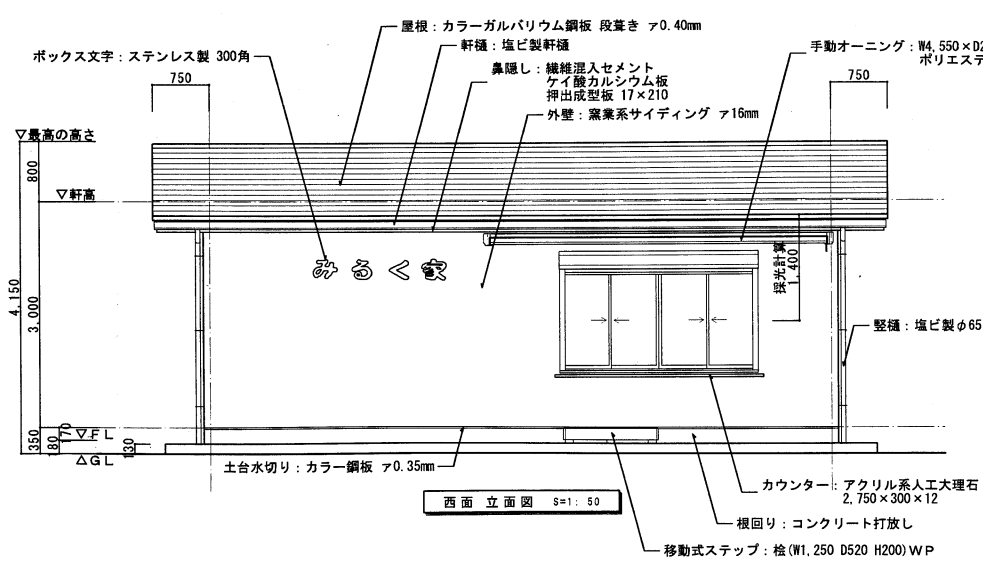 屋根：カラーガルバリウム鋼板 段葺き ァ0.40mm
軒樋：塩ビ製軒樋
手動オーニング：W4,550×D2
ポリエステ
ボックス文字：ステンレス製 300角
鼻隠し：繊維混入セメント
ケイ酸カルシウム板
押出成型板 17×210
750
750
外壁：窯業系サイディング ァ16mm
▽最高の高さ
800
▽軒高
みるく家
採光計算
1,400
4,150
3,000
竪樋：塩ビ製φ65
350
180
170
▽FL
130
△GL
土台水切り：カラー鋼板 ァ0.35mm
カウンター：アクリル系人工大理石
2,750×300×12
西面 立面図 S=1:50
根回り：コンクリート打放し
移動式ステップ：桧(W1,250 D520 H200)WP